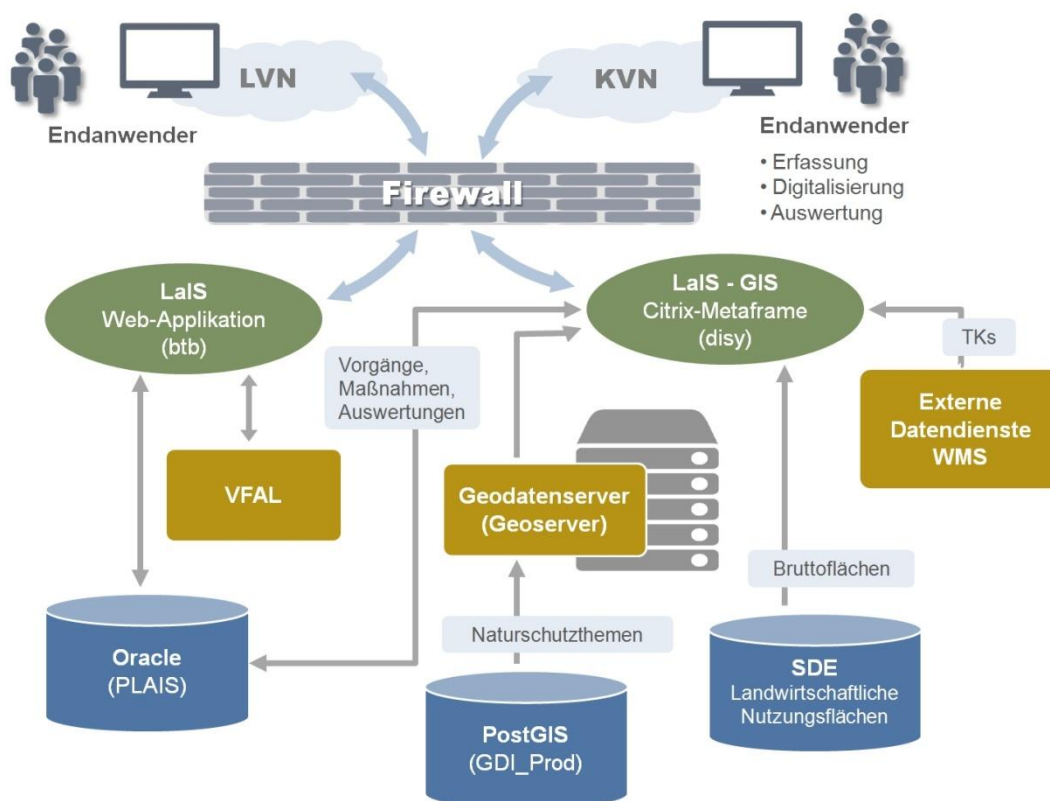 LVN
KVN
Endanwender
Endanwender
• Erfassung
• Digitalisierung
• Auswertung
Firewall
LaIS
Web-Applikation
(btb)
LaIS - GIS
Citrix-Metaframe
(disy)
Vorgänge,
Maßnahmen,
Auswertungen
TKs
Externe
Datendienste
WMS
VFAL
Geodatenserver
(Geoserver)
Bruttoflächen
Naturschutzthemen
Oracle
(PLAIS)
SDE
Landwirtschaftliche
Nutzungsflächen
PostGIS
(GDI_Prod)